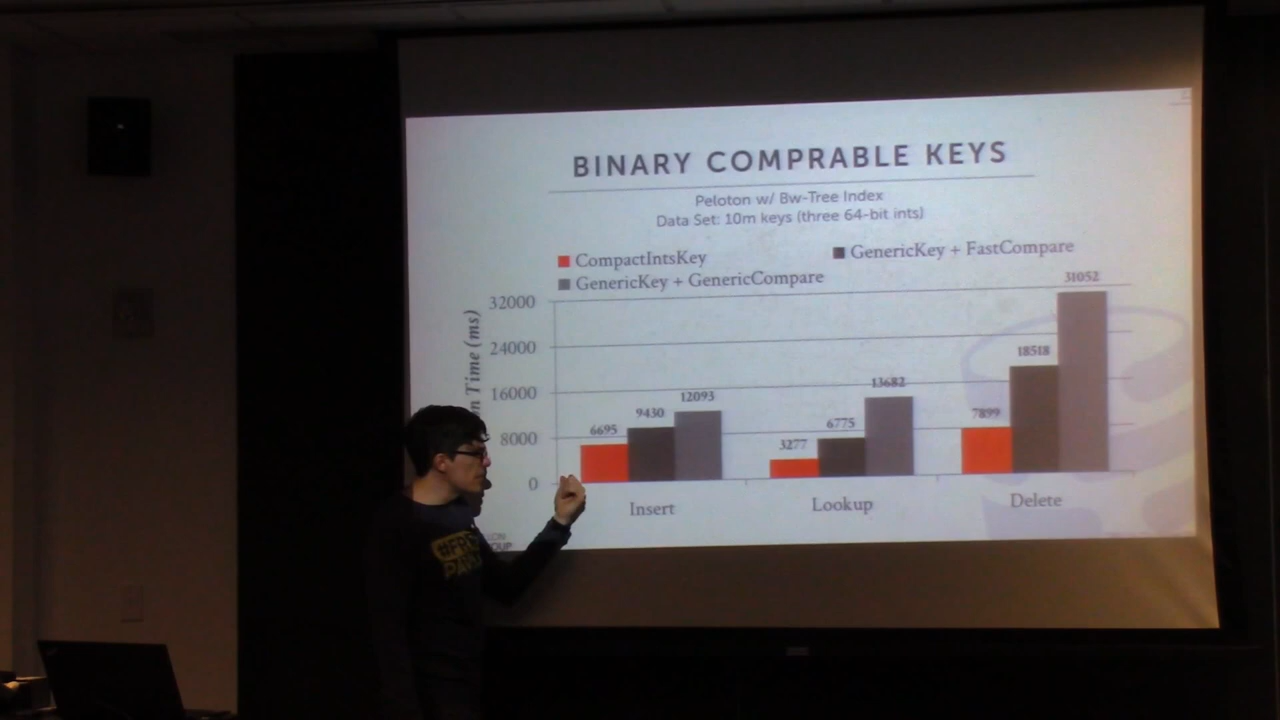 BINARY COMPRABLE KEYS
Peloton w/ Bw-Tree Index
Data Set: 10m keys (three 64-bit ints)
CompactIntsKey
GenericKey + FastCompare
GenericKey + GenericCompare
Time (ms)
32000
24000
16000
8000
0
6695
9430
12093
3277
6775
13682
7899
18518
31052
Insert
Lookup
Delete
#FRE